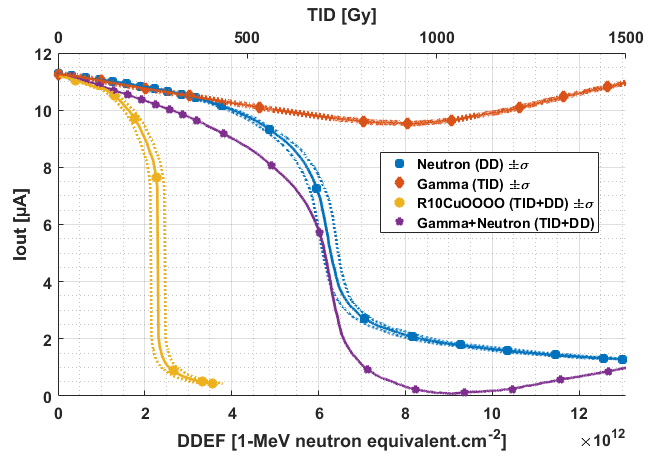 TID [Gy]
0 500 1000 1500
12
10
8
6
4
2
0
Iout [µA]
Neutron (DD) ±σ
Gamma (TID) ±σ
R10CuOOOO (TID+DD) ±σ
Gamma+Neutron (TID+DD)
0 2 4 6 8 10 12
×10^12
DDEF [1-MeV neutron equivalent.cm^-2]